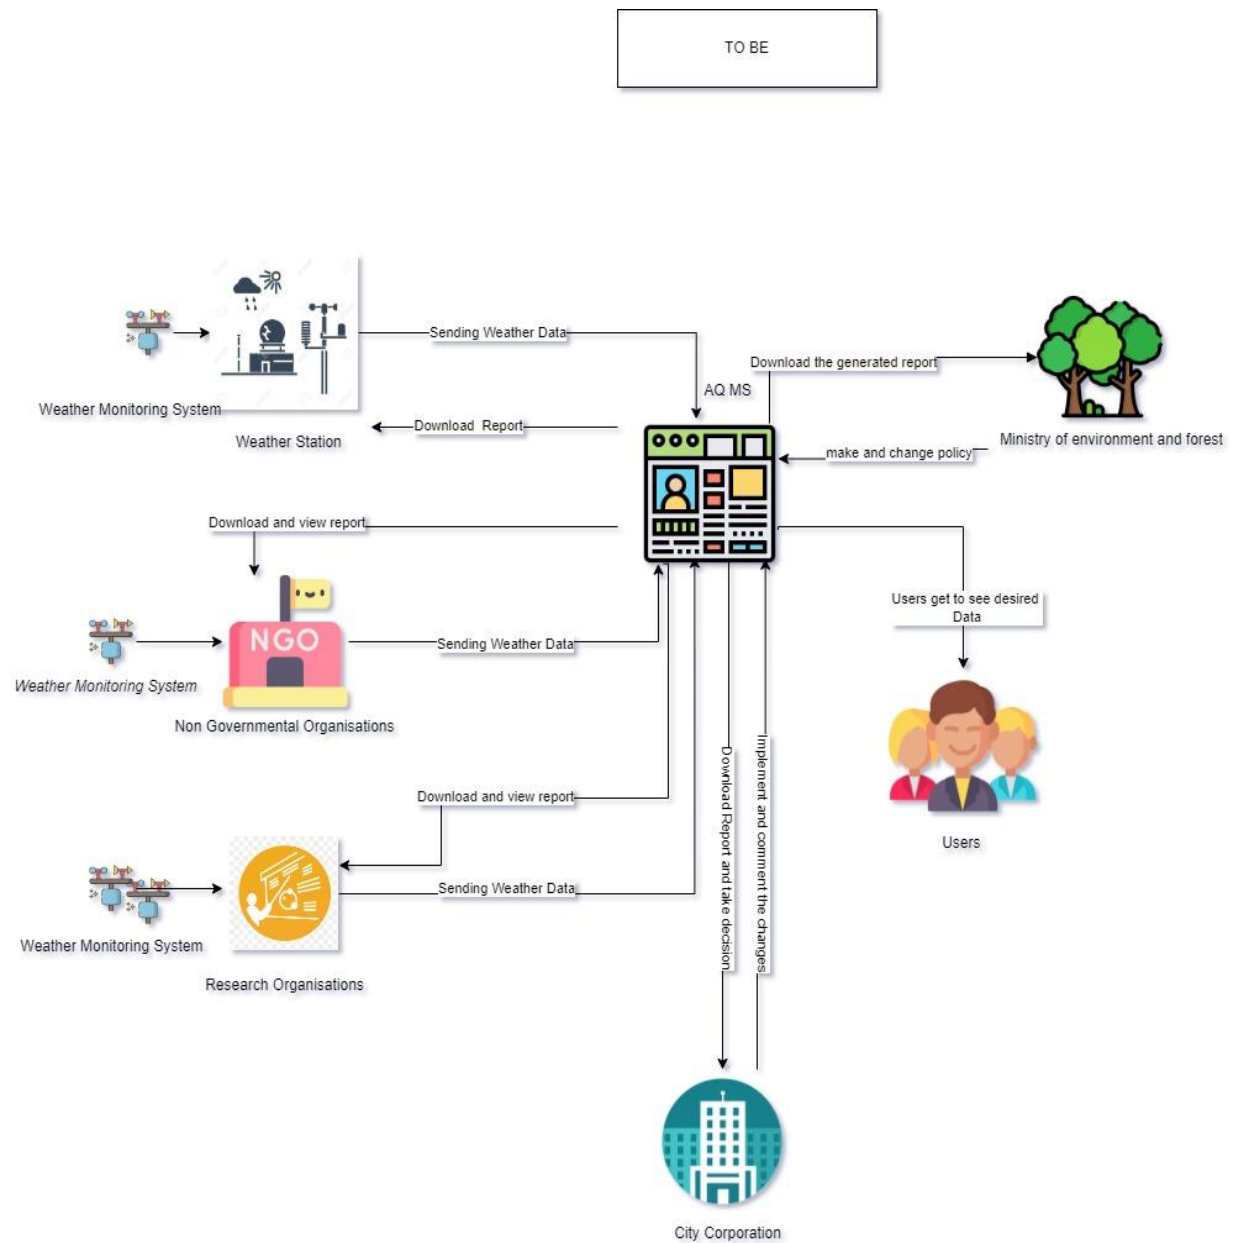 TO BE
Sending Weather Data
Download the generated report
AQ MS
Weather Monitoring System
Download  Report
Weather Station
Ministry of environment and forest
make and change policy
Download and view report
NGO
Users get to see desired
Data
Sending Weather Data
Weather Monitoring System
Non Governmental Organisations
Download Report and take decision
Implement and comment the changes
Download and view report
Users
Sending Weather Data
Weather Monitoring System
Research Organisations
City Corporation